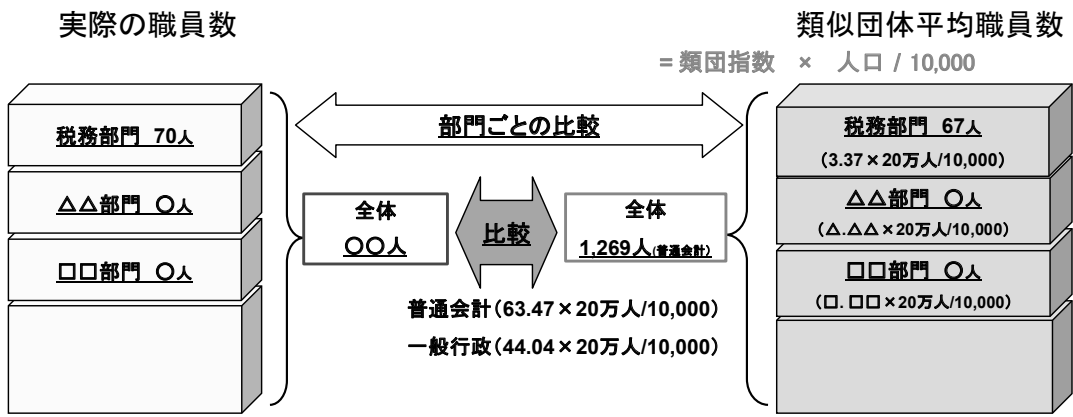 実際の職員数
類似団体平均職員数
=類団指数 × 人口 / 10,000
税務部門 70人
△△部門 〇人
□□部門 〇人
部門ごとの比較
全体
〇〇人
比較
全体
1,269人(普通会計)
普通会計(63.47×20万人/10,000)
一般行政(44.04×20万人/10,000)
税務部門 67人
(3.37×20万人/10,000)
△△部門 〇人
(△.△△×20万人/10,000)
□□部門 〇人
(□.□□×20万人/10,000)